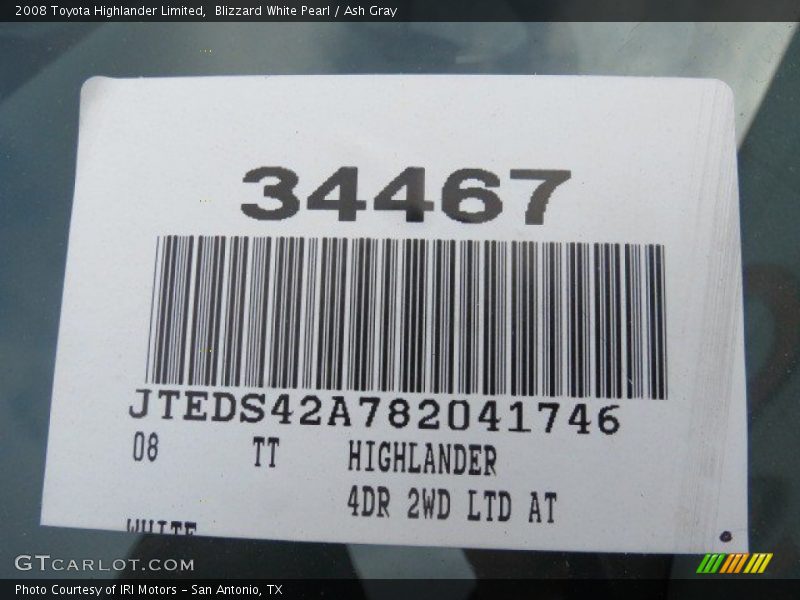 2008 Toyota Highlander Limited,  Blizzard White Pearl / Ash Gray
34467
JTEDS42A782041746
08 TT HIGHLANDER
4DR 2WD LTD AT
WHITE
GTCARLOT.COM
Photo Courtesy of IRI Motors – San Antonio, TX